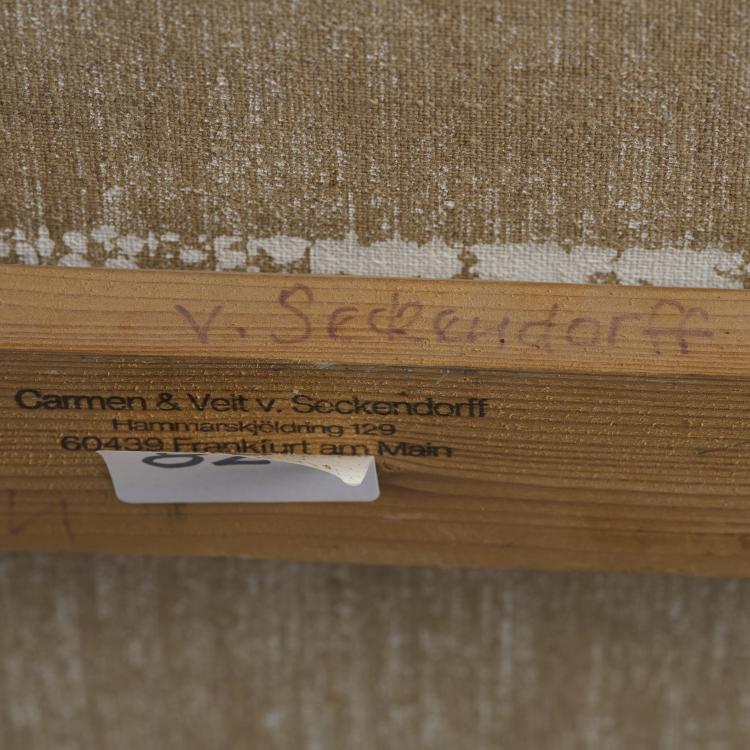 v. Seckendorff
Carmen & Veit v. Seckendorff
Hammarskjöldring 129
60439 Frankfurt am Main